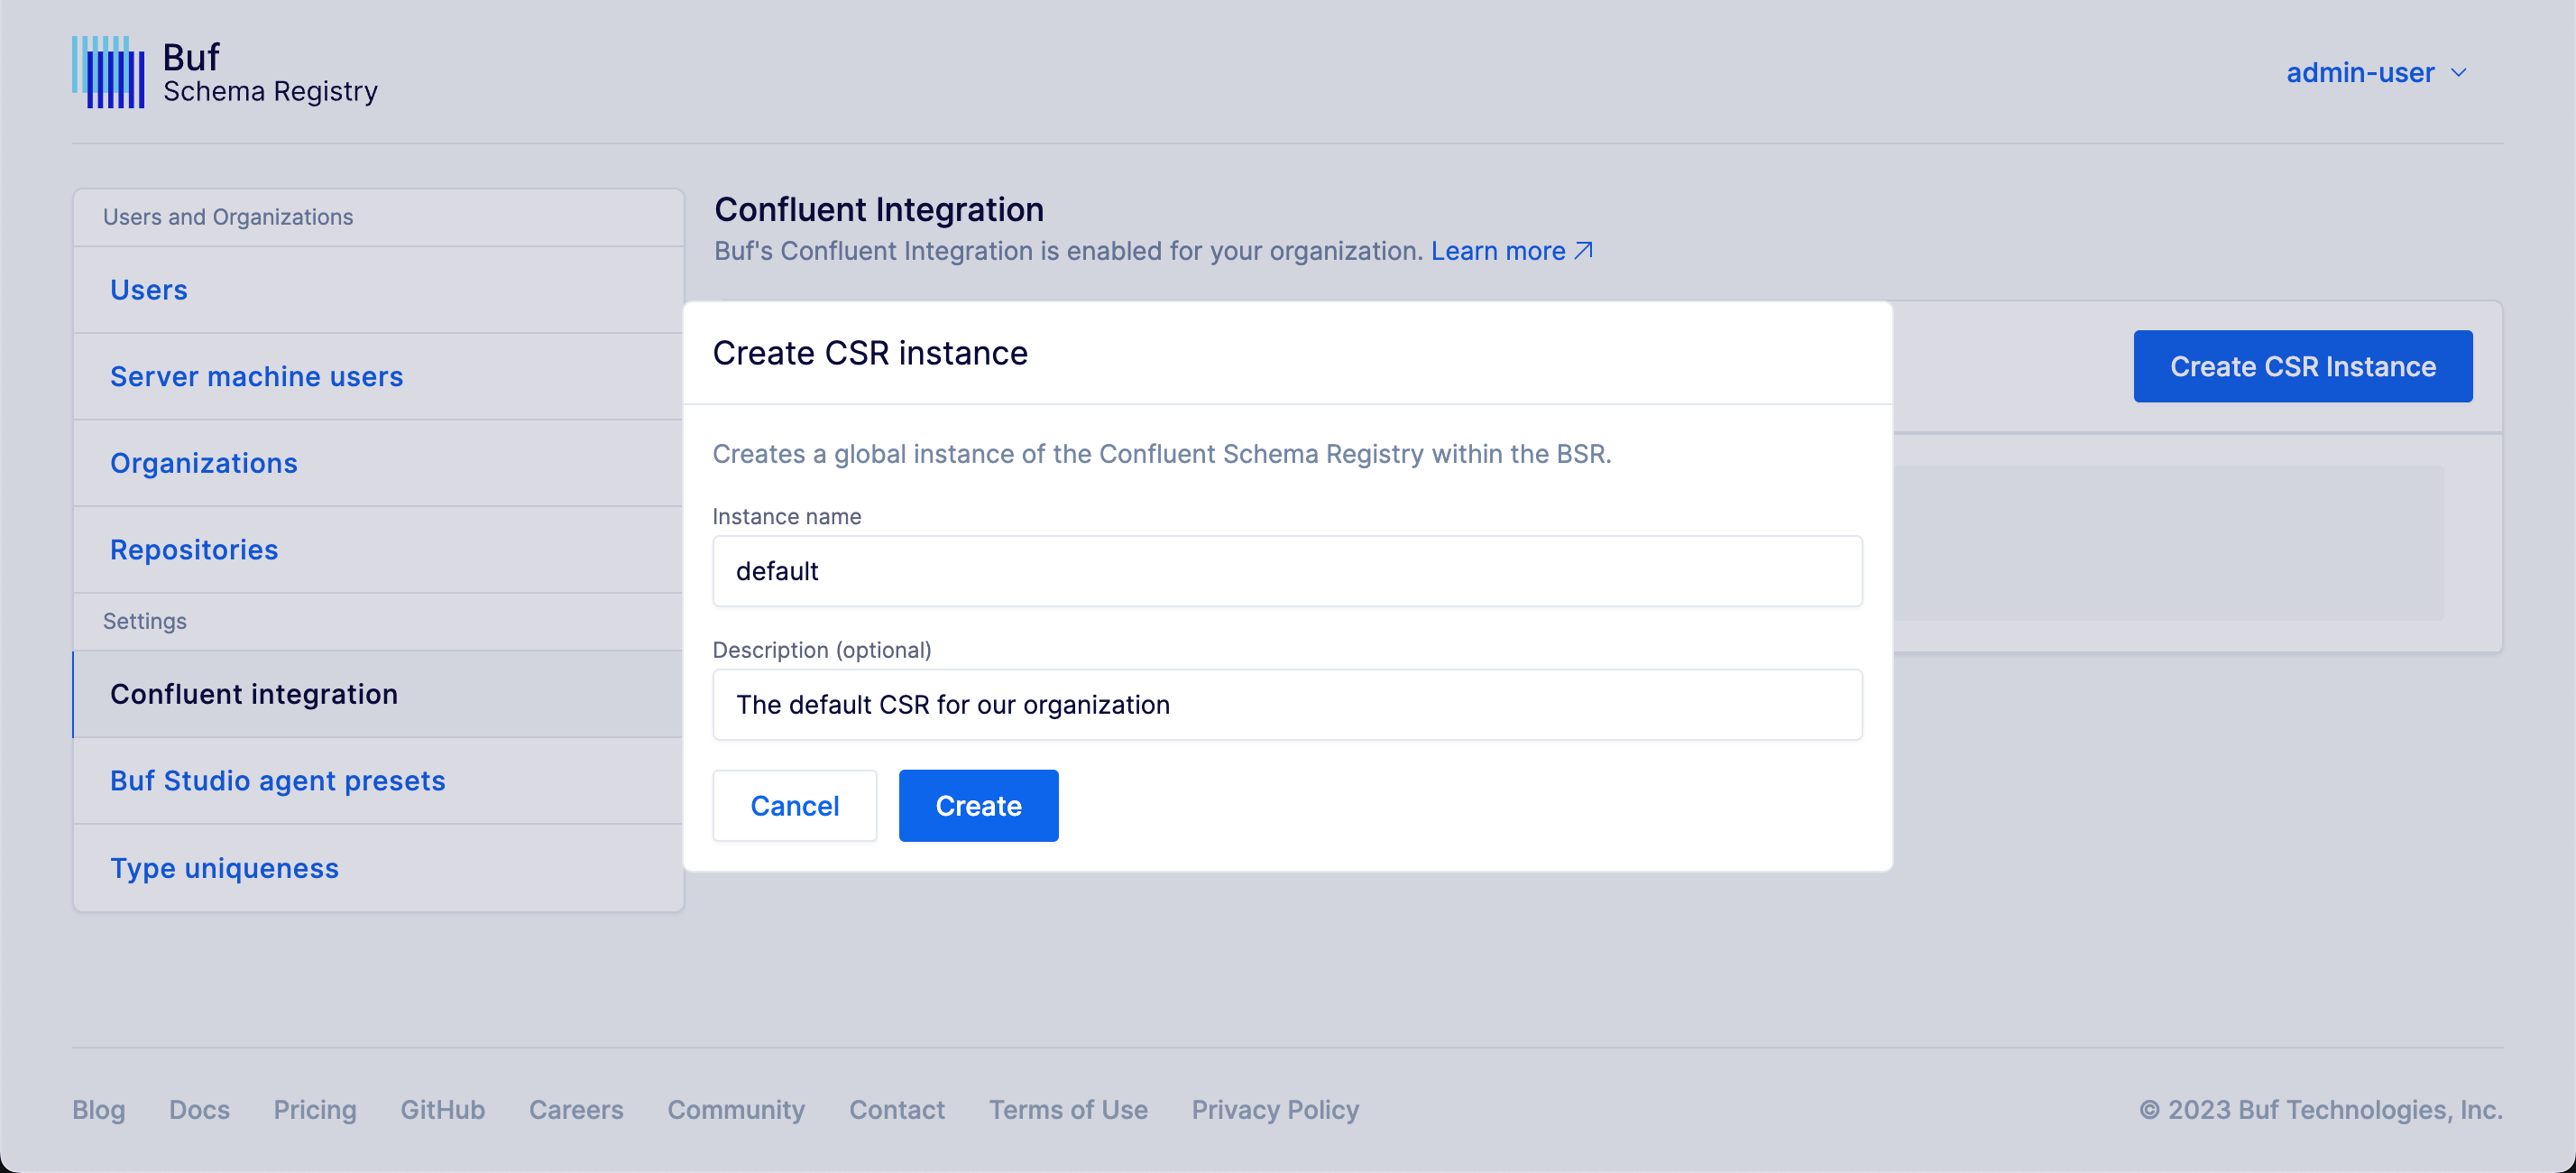 Buf
Schema Registry
admin-user
Users and Organizations
Users
Server machine users
Organizations
Repositories
Settings
Confluent integration
Buf Studio agent presets
Type uniqueness
Confluent Integration
Buf's Confluent Integration is enabled for your organization. Learn more
Create CSR Instance
Create CSR instance
Creates a global instance of the Confluent Schema Registry within the BSR.
Instance name
default
Description (optional)
The default CSR for our organization
Cancel Create
Blog Docs Pricing GitHub Careers Community Contact Terms of Use Privacy Policy © 2023 Buf Technologies, Inc.